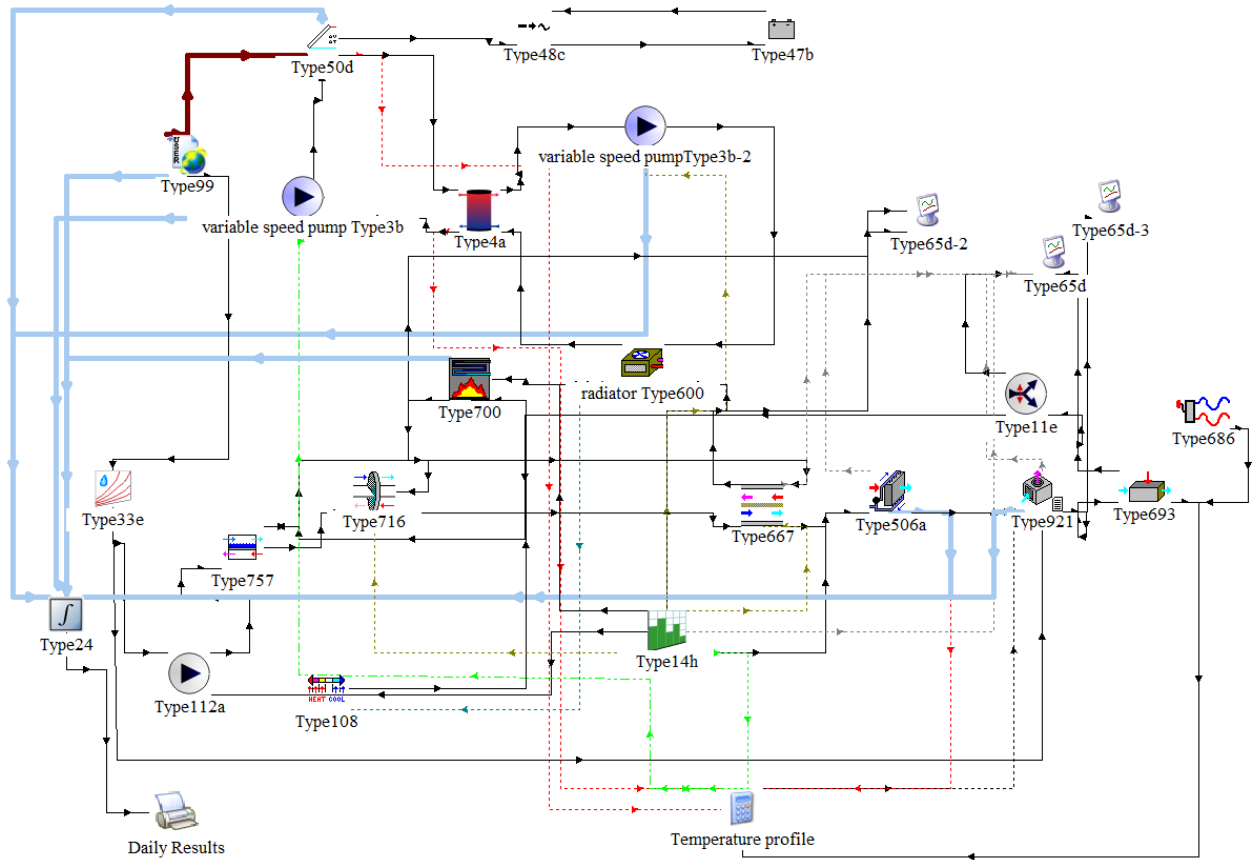 Type48c
Type47b
Type50d
variable speed pumpType3b-2
Type99
variable speed pump Type3b
Type4a
Type65d-2
Type65d-3
Type65d
radiator Type600
Type700
Type11e
Type686
Type33e
Type716
Type667
Type506a
Type921
Type693
Type757
Type24
Type14h
Type112a
HEAT COOL
Type108
Temperature profile
Daily Results